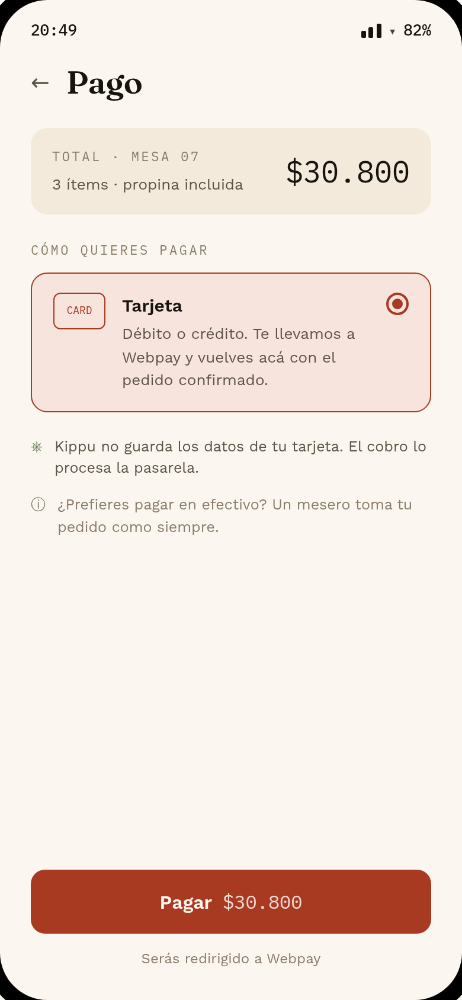 20:49
82%
← Pago
TOTAL · MESA 07
3 ítems · propina incluida
$30.800
CÓMO QUIERES PAGAR
CARD
Tarjeta
Débito o crédito. Te llevamos a
Webpay y vuelves acá con el
pedido confirmado.
Kippu no guarda los datos de tu tarjeta. El cobro lo
procesa la pasarela.
ⓘ ¿Prefieres pagar en efectivo? Un mesero toma tu
pedido como siempre.
Pagar $30.800
Serás redirigido a Webpay